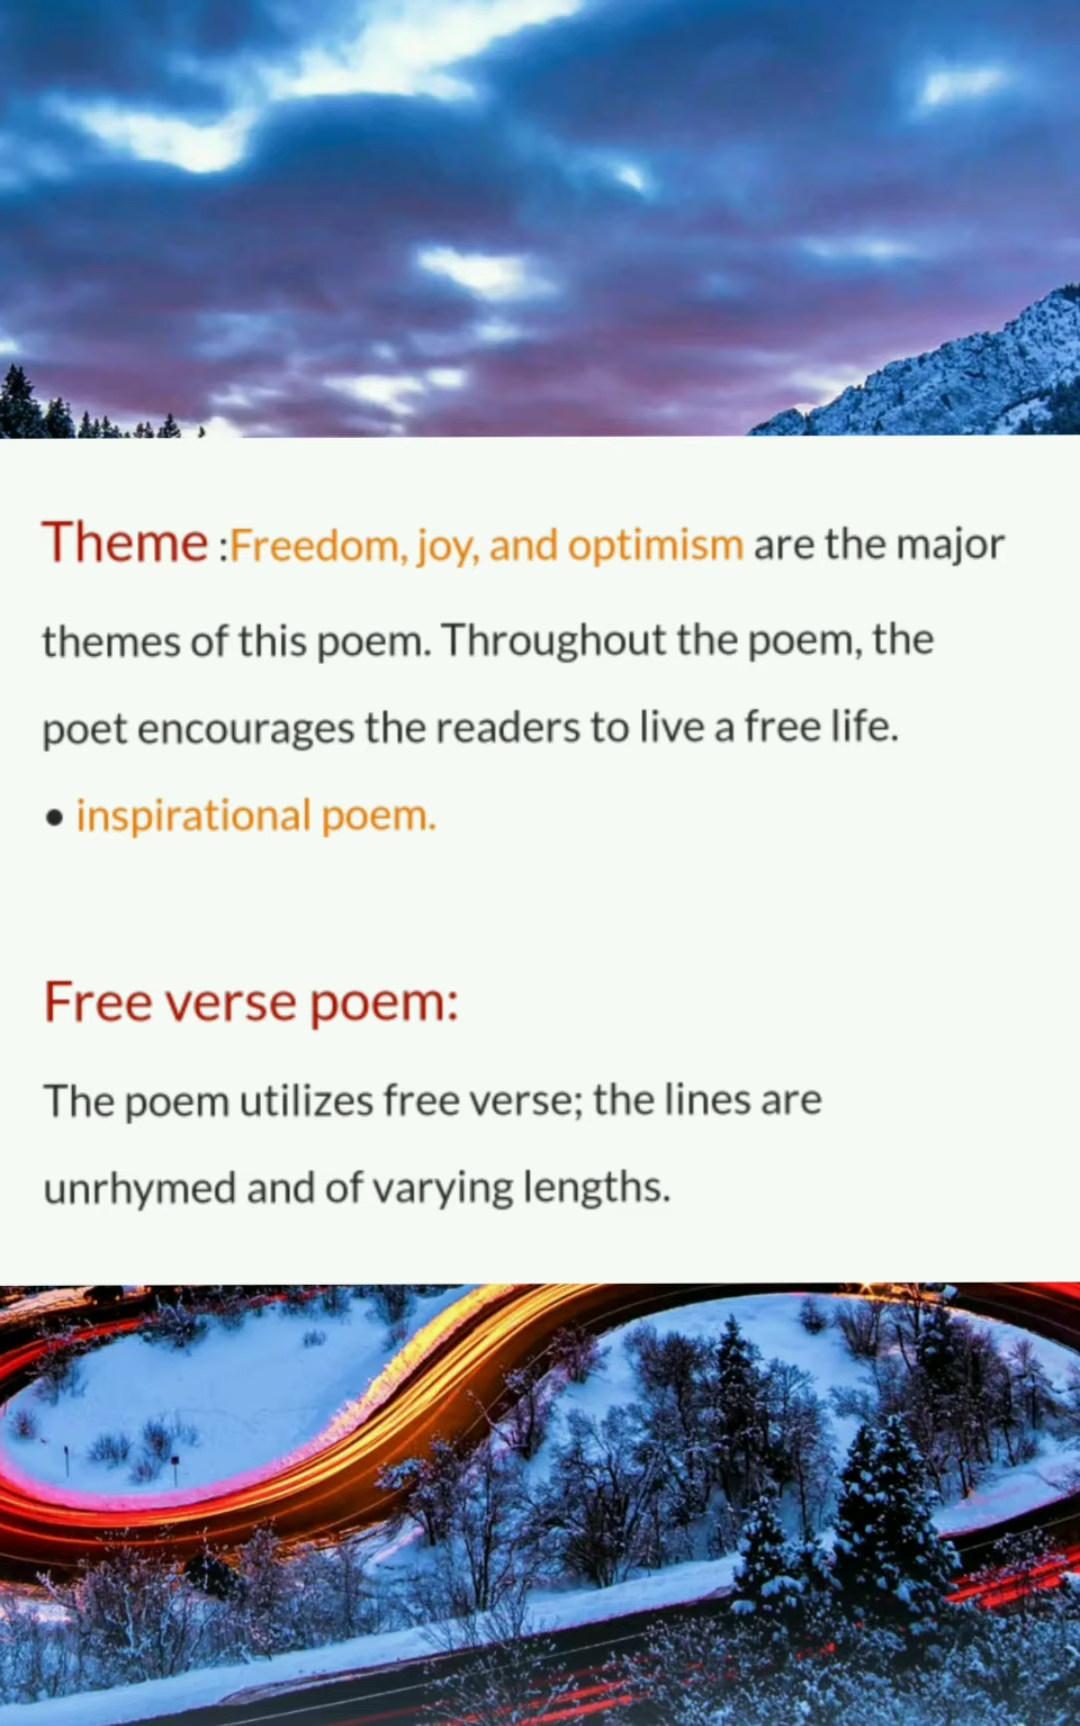 Theme :Freedom, joy, and optimism are the major
themes of this poem. Throughout the poem, the
poet encourages the readers to live a free life.
• inspirational poem.
Free verse poem:
The poem utilizes free verse; the lines are
unrhymed and of varying lengths.